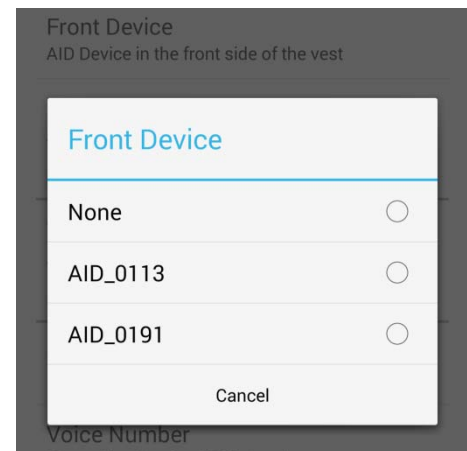 Front Device
AID Device in the front side of the vest
Front Device
None
AID_0113
AID_0191
Cancel
Voice Number